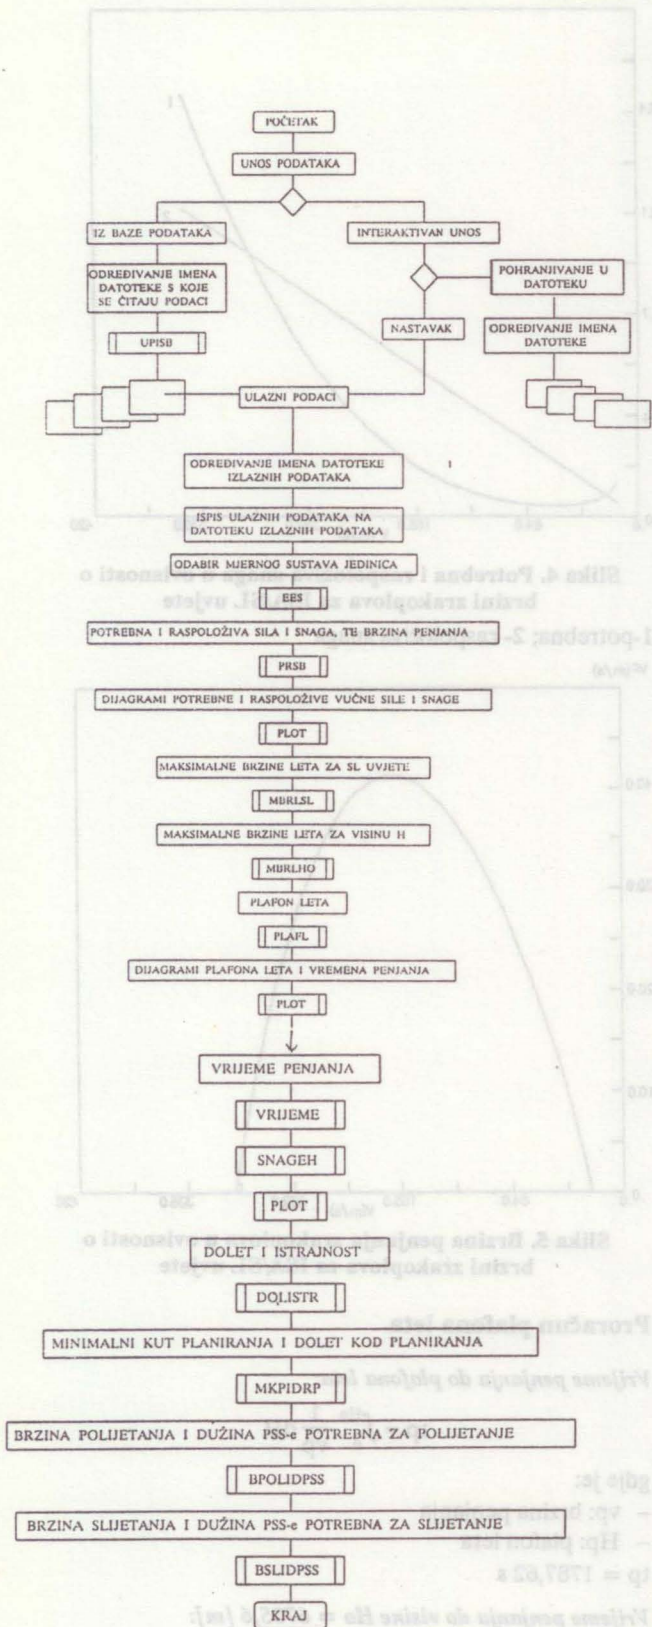 POČETAK
UNOS PODATAKA
IZ BAZE PODATAKA
INTERAKTIVAN UNOS
ODREĐIVANJE IMENA
DATOTEKE S KOJE
SE ČITAJU PODACI
POHRANJIVANJE U
DATOTEKU
UPISB
NASTAVAK
ODREĐIVANJE IMENA
DATOTEKE
ULAZNI PODACI
ODREĐIVANJE IMENA DATOTEKE
IZLAZNIH PODATAKA
ISPIS ULAZNIH PODATAKA NA
DATOTEKU IZLAZNIH PODATAKA
ODABIR MJERNOG SUSTAVA JEDINICA
EES
POTREBNA I RASPOLOŽIVA SILA I SNAGA, TE BRZINA PENJANJA
PRSB
DIJAGRAMI POTREBNE I RASPOLOŽIVE VUČNE SILE I SNAGE
PLOT
MAKSIMALNE BRZINE LETA ZA SL UVJETE
MBRLSL
MAKSIMALNE BRZINE LETA ZA VISINU H
MBRLHO
PLAFON LETA
PLAFL
DIJAGRAMI PLAFONA LETA I VREMENA PENJANJA
PLOT
VRIJEME PENJANJA
VRIJEME
SNAGEH
PLOT
DOLET I ISTRAJNOST
DOLISTR
MINIMALNI KUT PLANIRANJA I DOLET KOD PLANIRANJA
MKPIDRP
BRZINA POLIJETANJA I DUŽINA PSS-e POTREBNA ZA POLIJETANJE
BPOLIDPSS
BRZINA SLIJETANJA I DUŽINA PSS-e POTREBNA ZA SLIJETANJE
BSLIDPSS
KRAJ